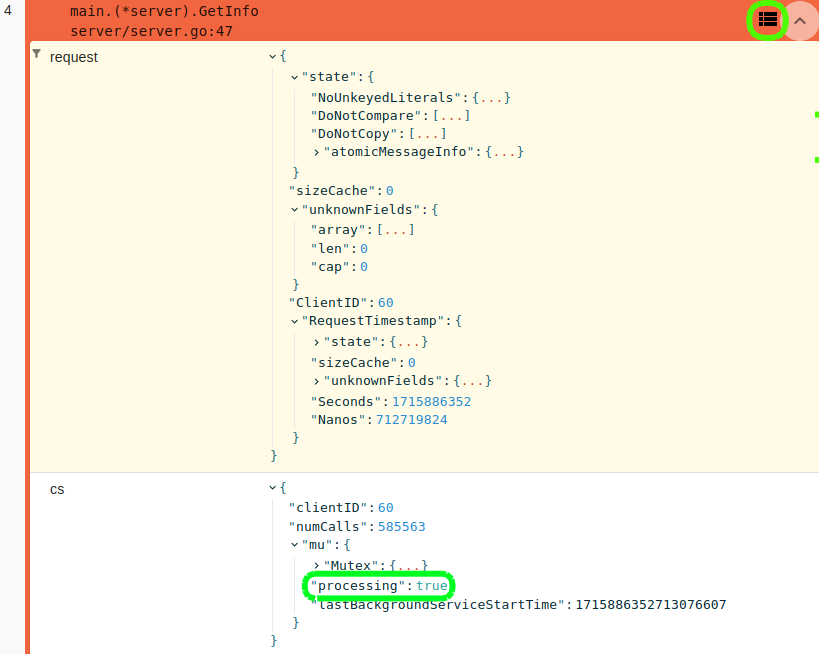 4
main.(*server).GetInfo
server/server.go:47
request
{
"state":{
"NoUnkeyedLiterals":{...}
"DoNotCompare":[...]
"DoNotCopy":[...]
"atomicMessageInfo":{...}
}
"sizeCache":0
"unknownFields":{
"array":[...]
"len":0
"cap":0
}
"ClientID":60
"RequestTimestamp":{
"state":{...}
"sizeCache":0
"unknownFields":{...}
"Seconds":1715886352
"Nanos":712719824
}
}
cs
{
"clientID":60
"numCalls":585563
"mu":{
"Mutex":{...}
"processing":true
"lastBackgroundServiceStartTime":1715886352713076607
}
}